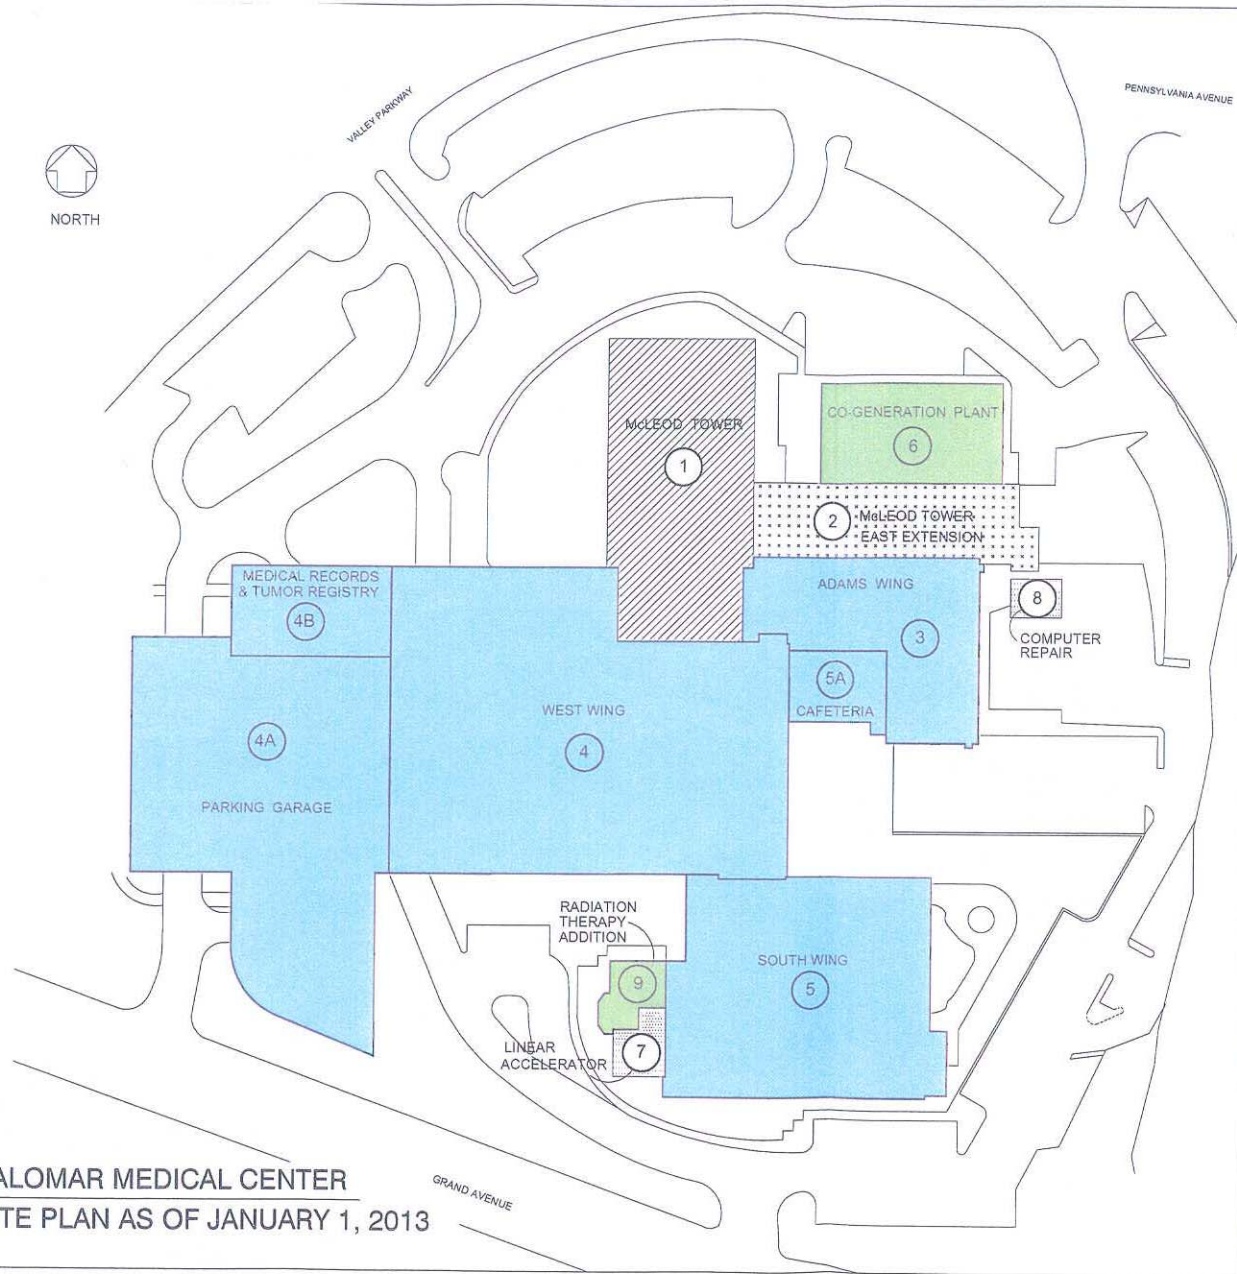 PENNSYLVANIA AVENUE
VALLEY PARKWAY
NORTH
McLEOD TOWER
1
CO-GENERATION PLANT
6
2
McLEOD TOWER
EAST EXTENSION
MEDICAL RECORDS
& TUMOR REGISTRY
4B
ADAMS WING
3
8
COMPUTER
REPAIR
5A
CAFETERIA
WEST WING
4
4A
PARKING GARAGE
RADIATION
THERAPY
ADDITION
9
SOUTH WING
5
LINEAR
ACCELERATOR
7
ALOMAR MEDICAL CENTER
TE PLAN AS OF JANUARY 1, 2013
GRAND AVENUE